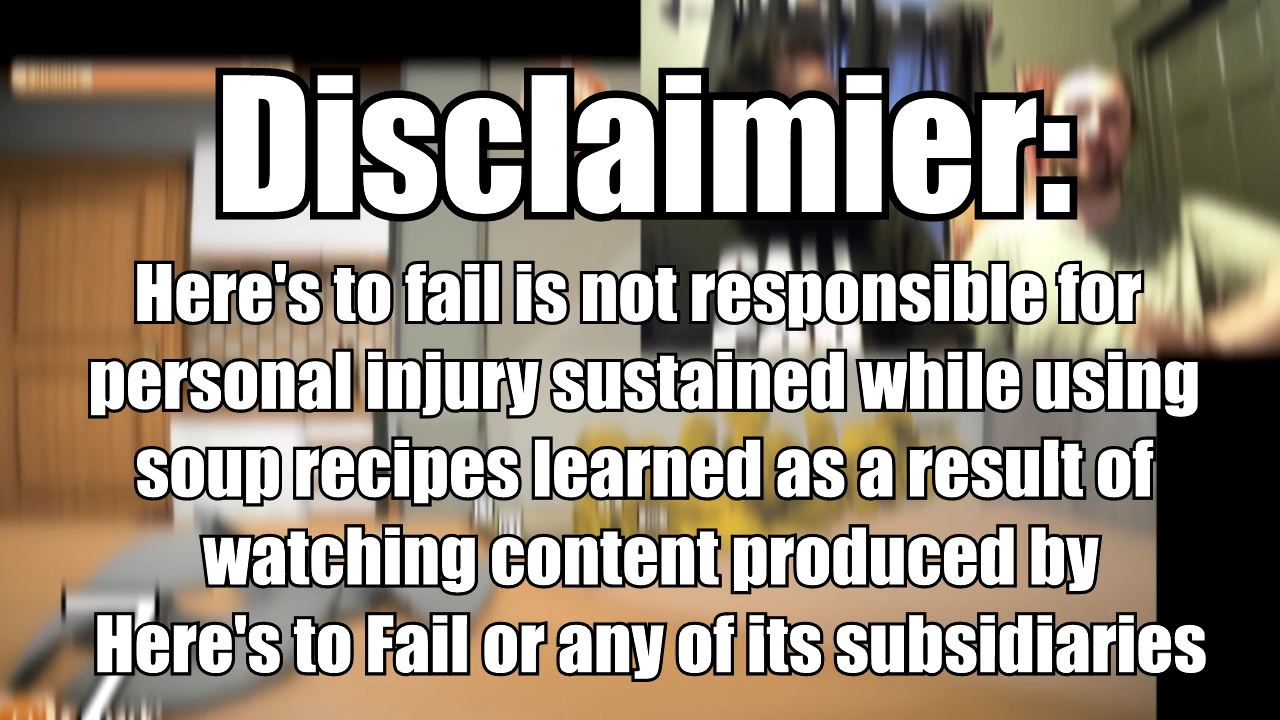 Disclaimier:
Here's to fail is not responsible for
personal injury sustained while using
soup recipes learned as a result of
watching content produced by
Here's to Fail or any of its subsidiaries